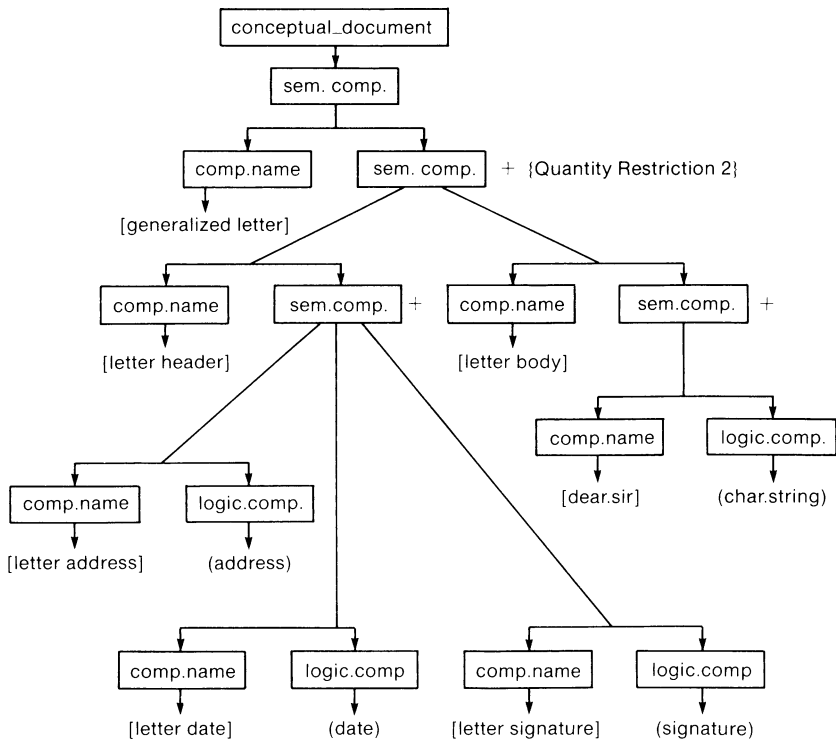 conceptual_document
sem. comp.
comp.name
sem. comp. + {Quantity Restriction 2}
[generalized letter]
comp.name
sem.comp. +
comp.name
sem.comp. +
[letter header]
[letter body]
comp.name
logic.comp.
[dear.sir]
(char.string)
comp.name
logic.comp.
[letter address]
(address)
comp.name
logic.comp
comp.name
logic.comp
[letter date]
(date)
[letter signature]
(signature)